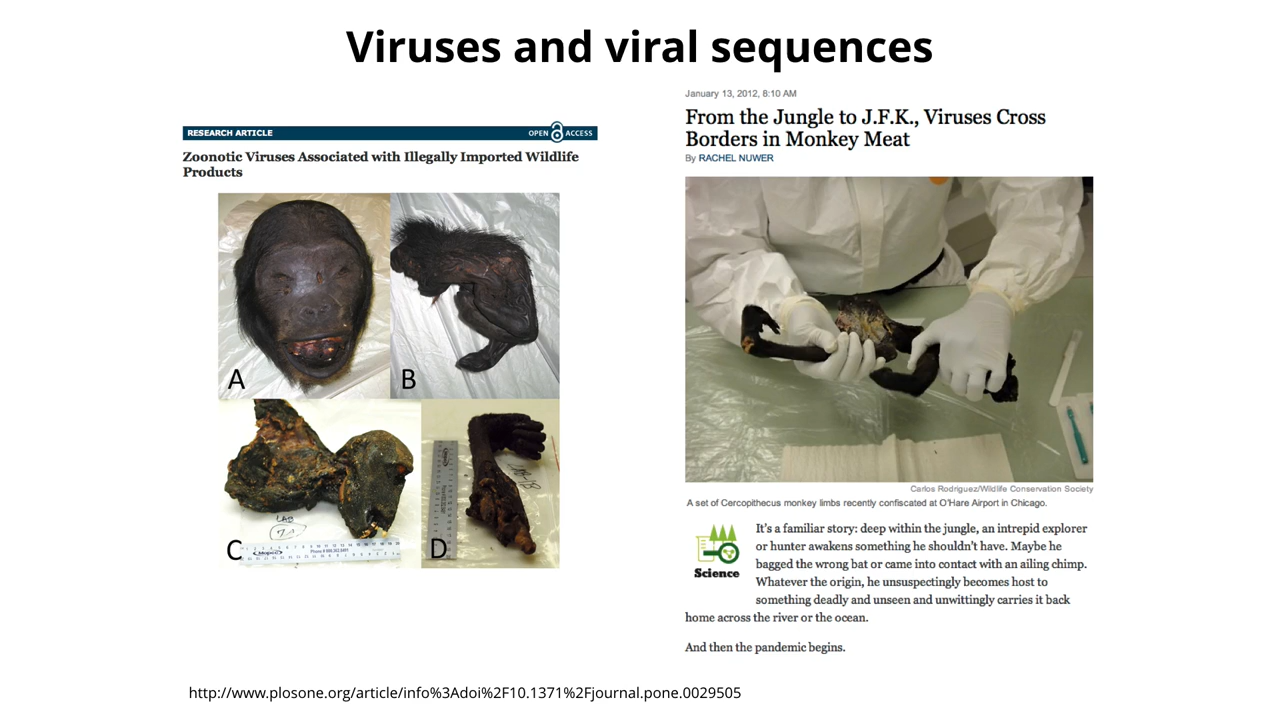 Viruses and viral sequences
RESEARCH ARTICLE
OPEN ACCESS
Zoonotic Viruses Associated with Illegally Imported Wildlife
Products
A
B
C
D
January 13, 2012, 8:10 AM
From the Jungle to J.F.K., Viruses Cross
Borders in Monkey Meat
By RACHEL NUWER
Carlos Rodriguez/Wildlife Conservation Society
A set of Cercopithecus monkey limbs recently confiscated at O'Hare Airport in Chicago.
Science
It's a familiar story: deep within the jungle, an intrepid explorer
or hunter awakens something he shouldn't have. Maybe he
bagged the wrong bat or came into contact with an ailing chimp.
Whatever the origin, he unsuspectingly becomes host to
something deadly and unseen and unwittingly carries it back
home across the river or the ocean.
And then the pandemic begins.
http://www.plosone.org/article/info%3Adoi%2F10.1371%2Fjournal.pone.0029505